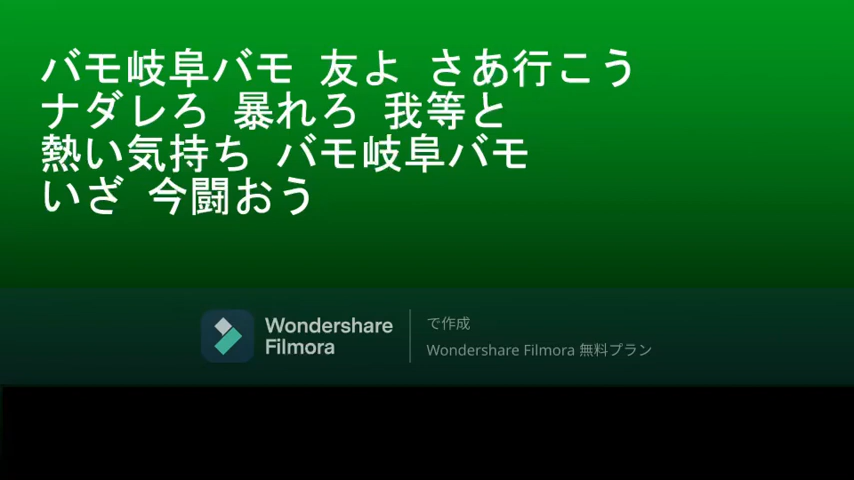 バモ岐阜バモ 友よ さあ行こう
ナダレろ 暴れろ 我等と
熱い気持ち バモ岐阜バモ
いざ 今闘おう
Wondershare
Filmora
で作成
Wondershare Filmora 無料プラン